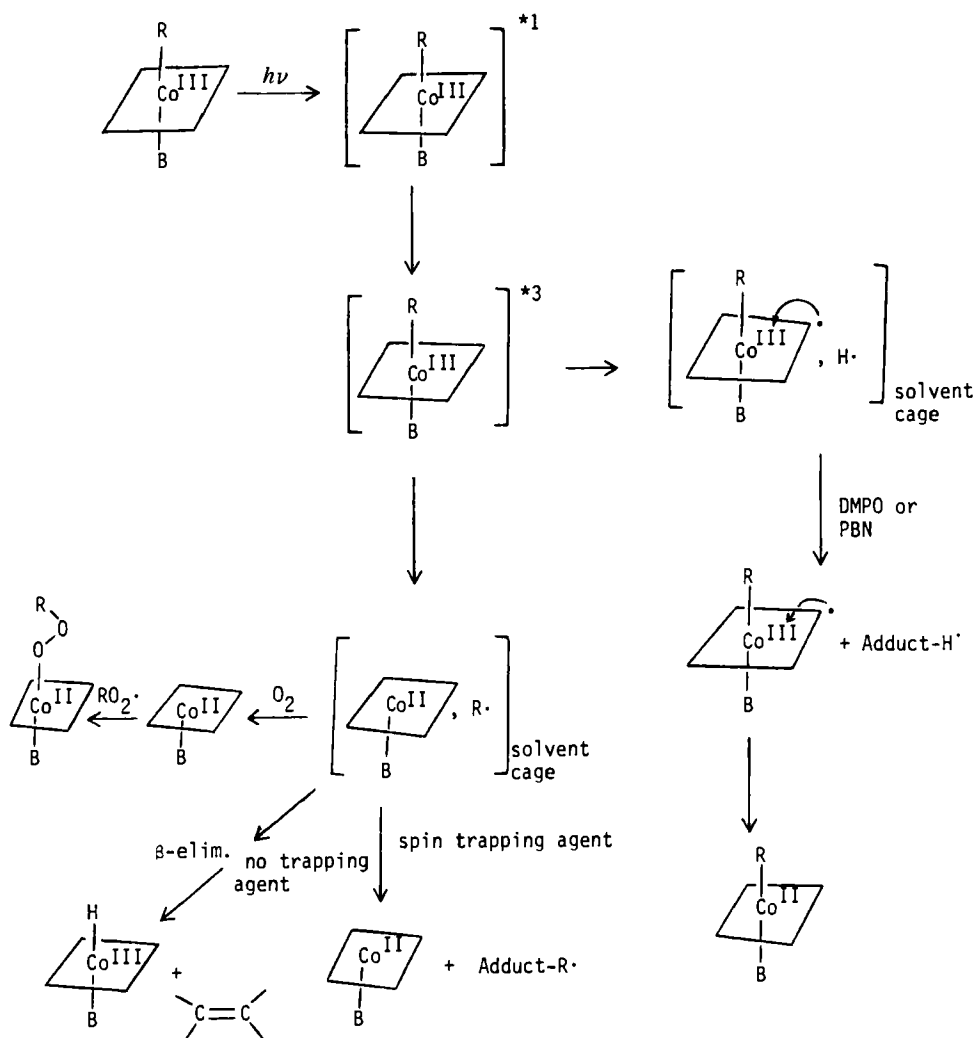 R
Co III
B
hν
R
Co III
B
*1
R
Co III
B
*3
R
Co III
B
, H·
solvent
cage
DMPO or
PBN
R
Co III
B
+ Adduct-H·
R
O
O
Co II
B
RO2·
Co II
B
O2
Co II
B
, R·
solvent
cage
β-elim.
no trapping
agent
spin trapping agent
H
Co III
B
+
C=C
Co II
B
+ Adduct-R·
R
Co II
B